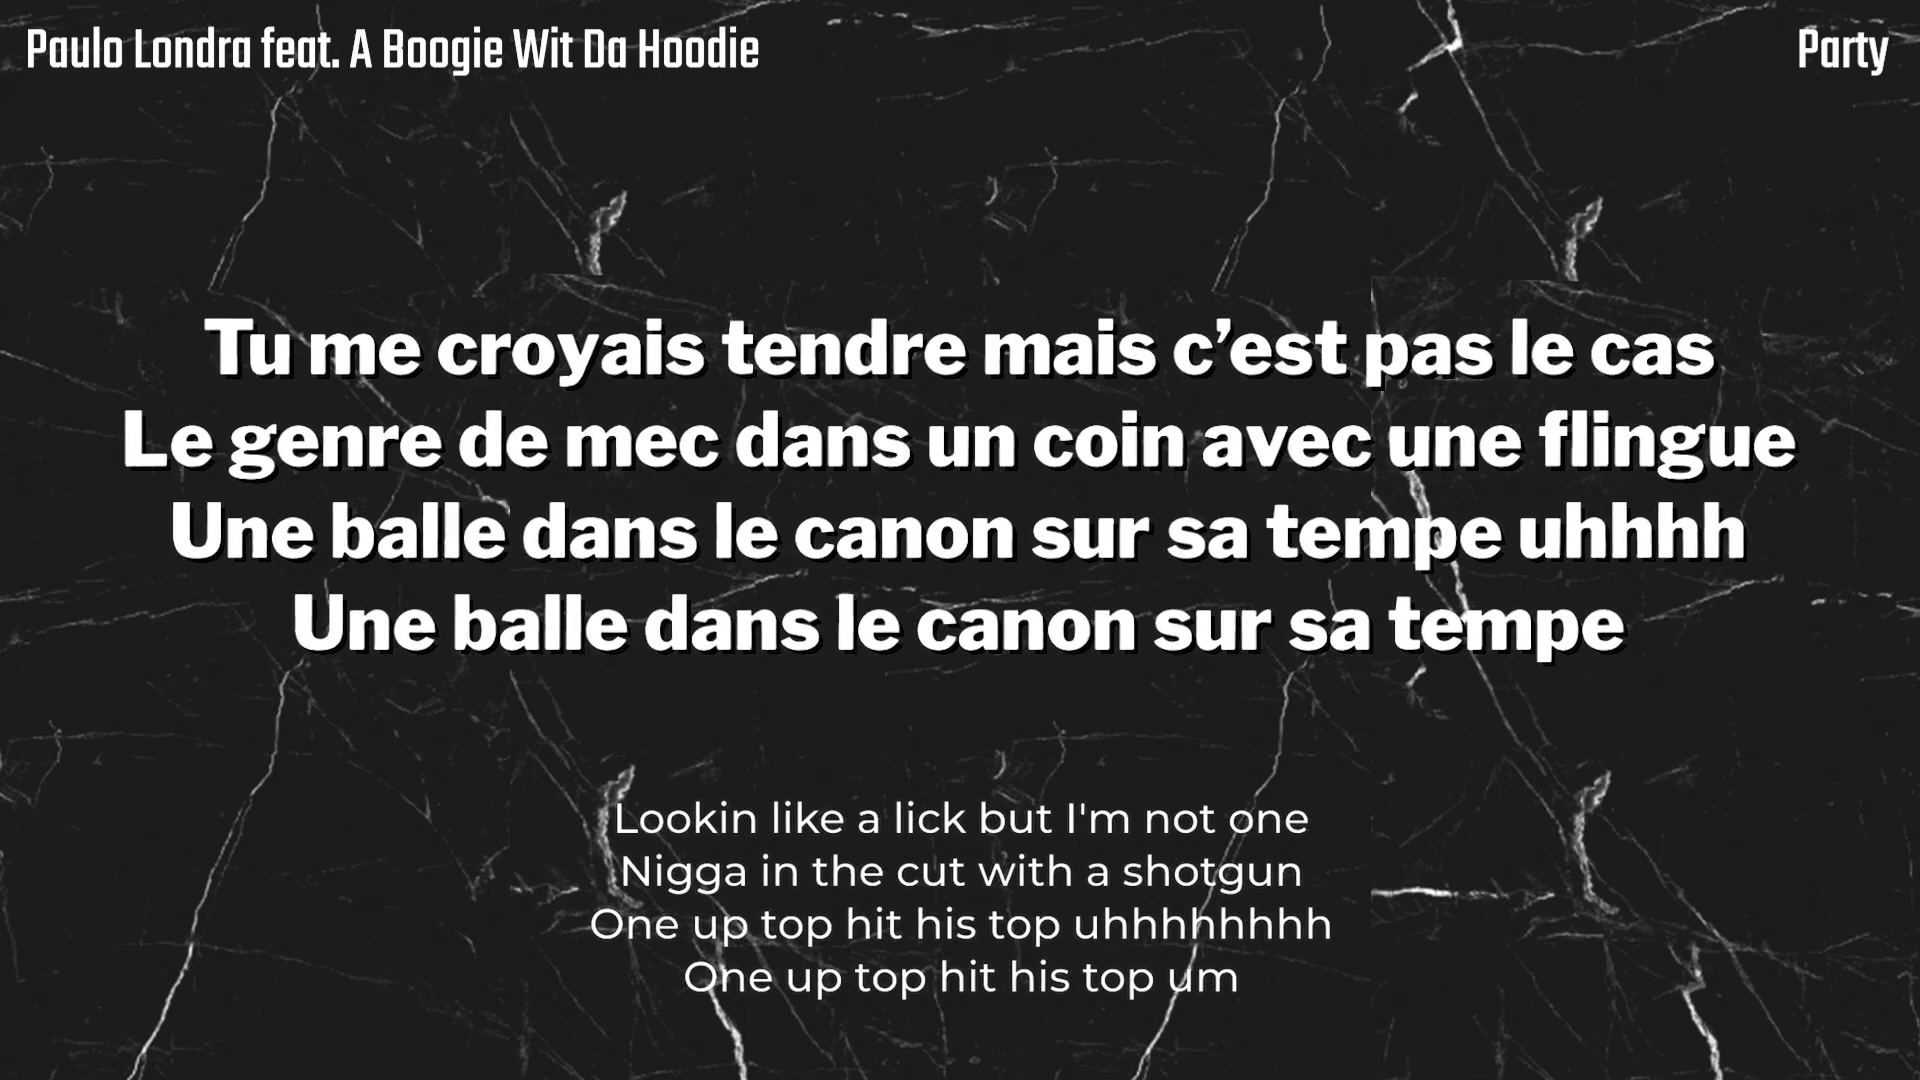 Paulo Londra feat. A Boogie Wit Da Hoodie
Party
Tu me croyais tendre mais c’est pas le cas
Le genre de mec dans un coin avec une flingue
Une balle dans le canon sur sa tempe uhhhh
Une balle dans le canon sur sa tempe
Lookin like a lick but I'm not one
Nigga in the cut with a shotgun
One up top hit his top uhhhhhhhh
One up top hit his top um